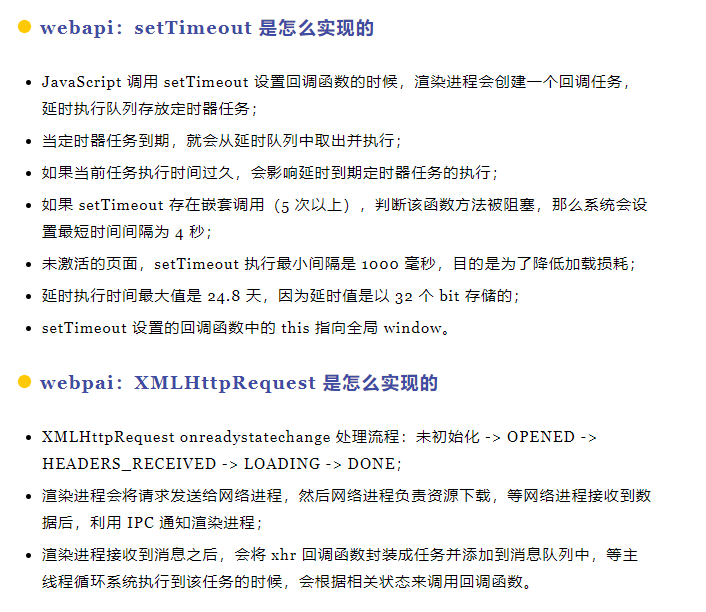 webapi：setTimeout 是怎么实现的
JavaScript 调用 setTimeout 设置回调函数的时候，渲染进程会创建一个回调任务，
延时执行队列存放定时器任务；
当定时器任务到期，就会从延时队列中取出并执行；
如果当前任务执行时间过久，会影响延时到期定时器任务的执行；
如果 setTimeout 存在嵌套调用（5 次以上），判断该函数方法被阻塞，那么系统会设
置最短时间间隔为 4 秒；
未激活的页面，setTimeout 执行最小间隔是 1000 毫秒，目的是为了降低加载损耗；
延时执行时间最大值是 24.8 天，因为延时值是以 32 个 bit 存储的；
setTimeout 设置的回调函数中的 this 指向全局 window。
webpai：XMLHttpRequest 是怎么实现的
XMLHttpRequest onreadystatechange 处理流程：未初始化 -> OPENED ->
HEADERS_RECEIVED -> LOADING -> DONE；
渲染进程会将请求发送给网络进程，然后网络进程负责资源下载，等网络进程接收到数
据后，利用 IPC 通知渲染进程；
渲染进程接收到消息之后，会将 xhr 回调函数封装成任务并添加到消息队列中，等主
线程循环系统执行到该任务的时候，会根据相关状态来调用回调函数。